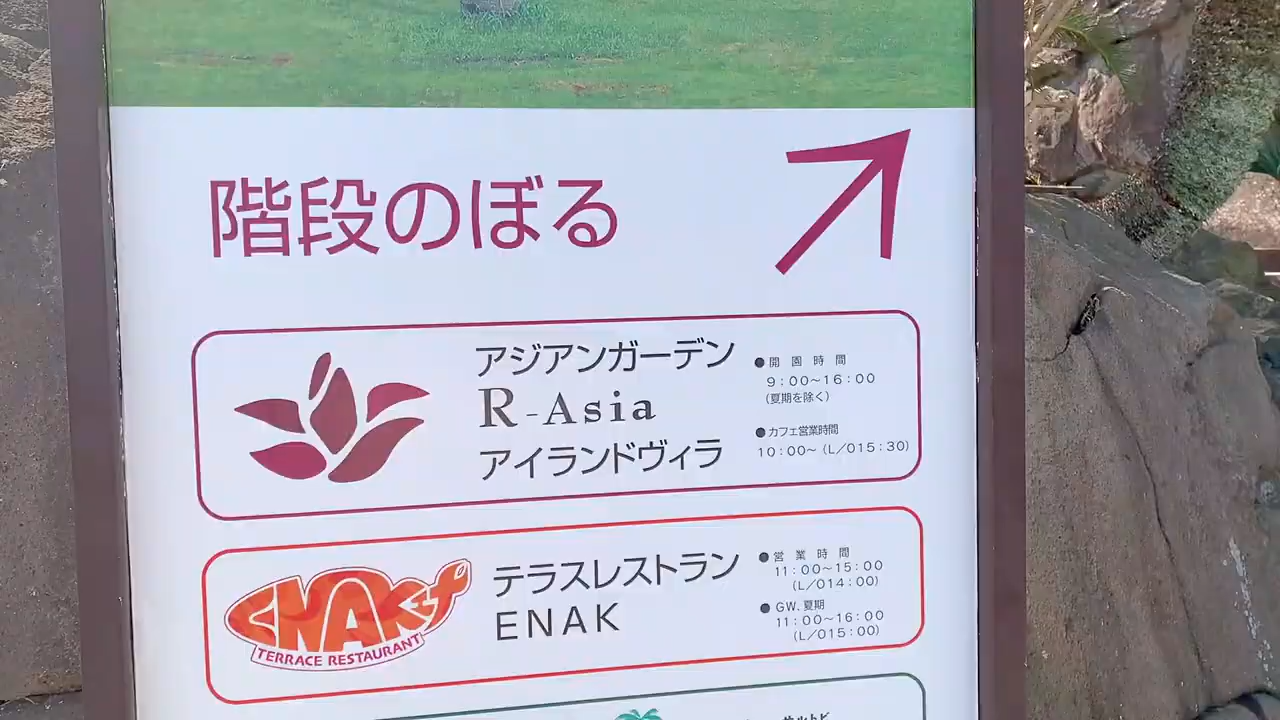 階段のぼる
アジアンガーデン
R-Asia
アイランドヴィラ
●開園時間
9:00~16:00
(夏期を除く)
●カフェ営業時間
10:00~(L/O15:30)
ENAK
TERRACE RESTAURANT
テラスレストラン
ENAK
●営業時間
11:00~15:00
(L/O14:00)
●GW、夏期
11:00~16:00
(L/O15:00)